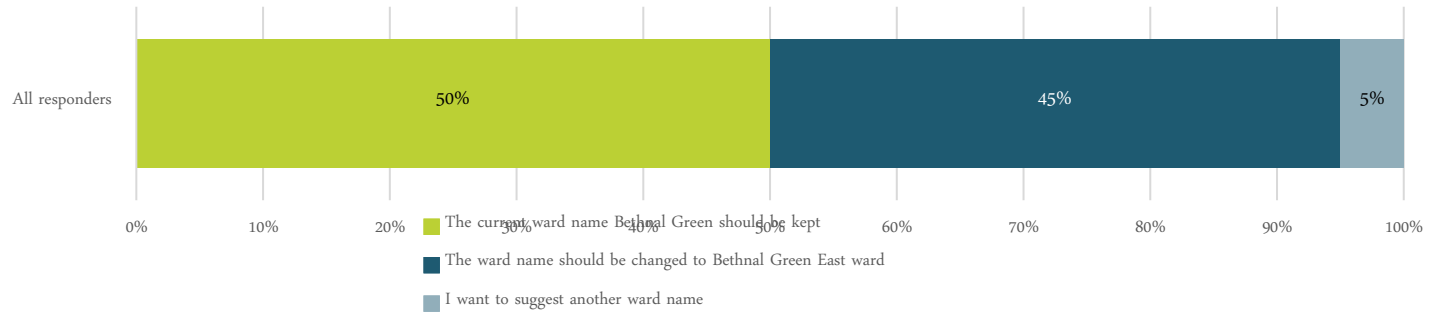 50% 45% 5%
All responders
0% 10% 20% 30% 40% 50% 60% 70% 80% 90% 100%
The current ward name Bethnal Green should be kept
The ward name should be changed to Bethnal Green East ward
I want to suggest another ward name